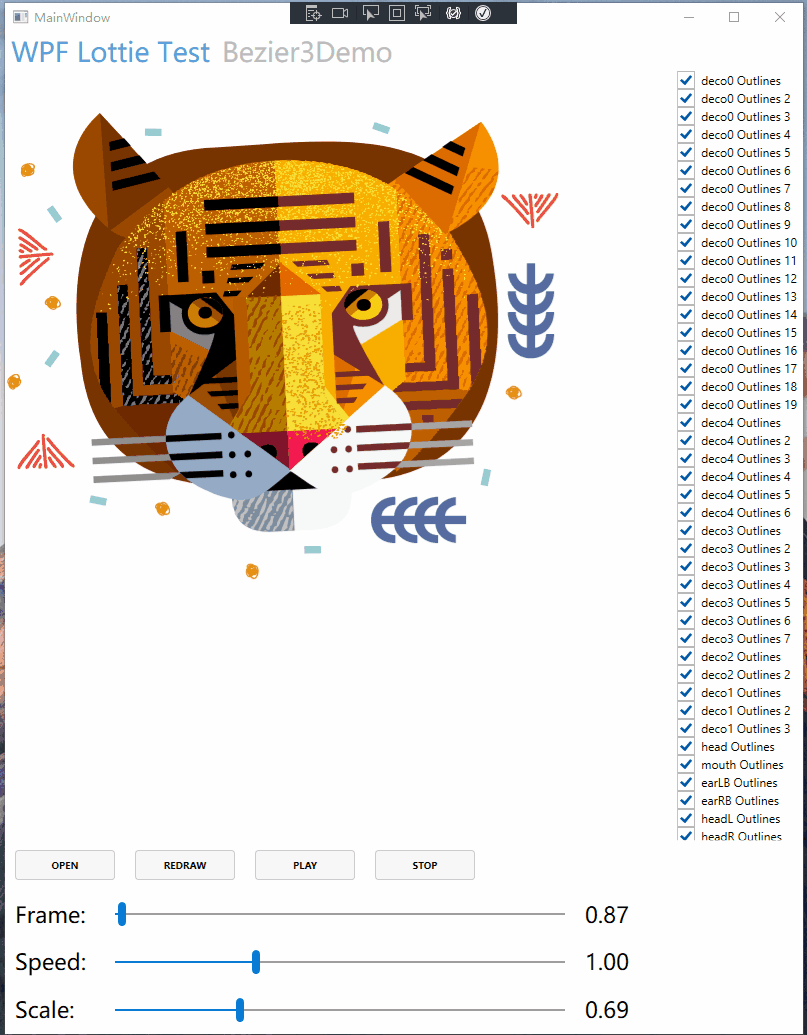 MainWindow
WPF Lottie Test Bezier3Demo
deco0 Outlines
deco0 Outlines 2
deco0 Outlines 3
deco0 Outlines 4
deco0 Outlines 5
deco0 Outlines 6
deco0 Outlines 7
deco0 Outlines 8
deco0 Outlines 9
deco0 Outlines 10
deco0 Outlines 11
deco0 Outlines 12
deco0 Outlines 13
deco0 Outlines 14
deco0 Outlines 15
deco0 Outlines 16
deco0 Outlines 17
deco0 Outlines 18
deco0 Outlines 19
deco4 Outlines
deco4 Outlines 2
deco4 Outlines 3
deco4 Outlines 4
deco4 Outlines 5
deco4 Outlines 6
deco3 Outlines
deco3 Outlines 2
deco3 Outlines 3
deco3 Outlines 4
deco3 Outlines 5
deco3 Outlines 6
deco3 Outlines 7
deco2 Outlines
deco2 Outlines 2
deco1 Outlines
deco1 Outlines 2
deco1 Outlines 3
head Outlines
mouth Outlines
earLB Outlines
earRB Outlines
headL Outlines
headR Outlines
OPEN REDRAW PLAY STOP
Frame: 0.87
Speed: 1.00
Scale: 0.69